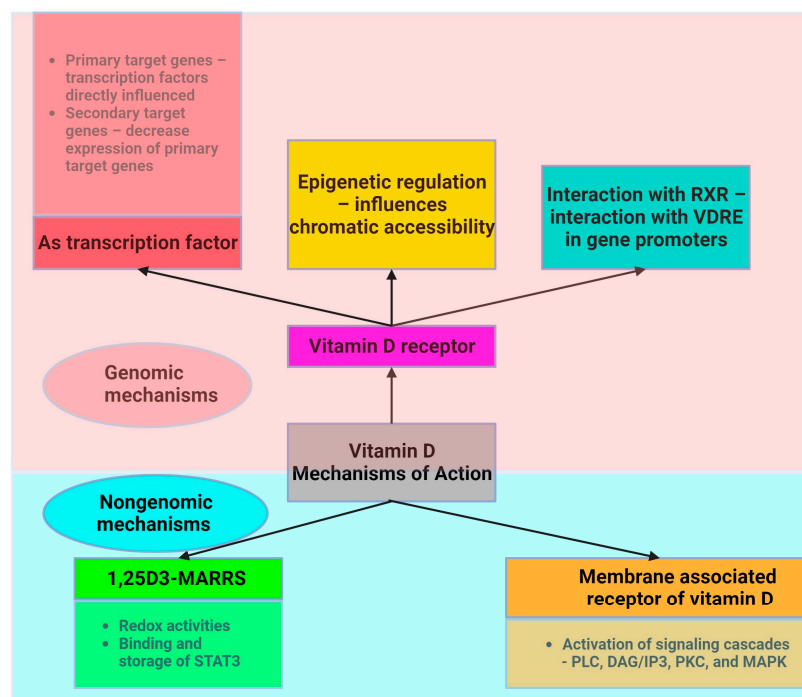 • Primary target genes –
transcription factors
directly influenced
• Secondary target
genes – decrease
expression of primary
target genes
As transcription factor
Epigenetic regulation
– influences
chromatic accessibility
Interaction with RXR –
interaction with VDRE
in gene promoters
Vitamin D receptor
Genomic
mechanisms
Vitamin D
Mechanisms of Action
Nongenomic
mechanisms
1,25D3-MARRS
• Redox activities
• Binding and
storage of STAT3
Membrane associated
receptor of vitamin D
• Activation of signaling cascades
- PLC, DAG/IP3, PKC, and MAPK